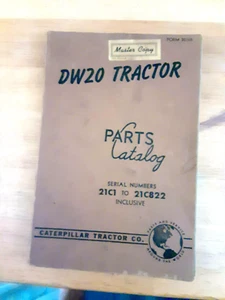 Master Copy
DW20 TRACTOR
PARTS
Catalog
SERIAL NUMBERS
21C1 TO 21C822
INCLUSIVE
CATERPILLAR TRACTOR CO.